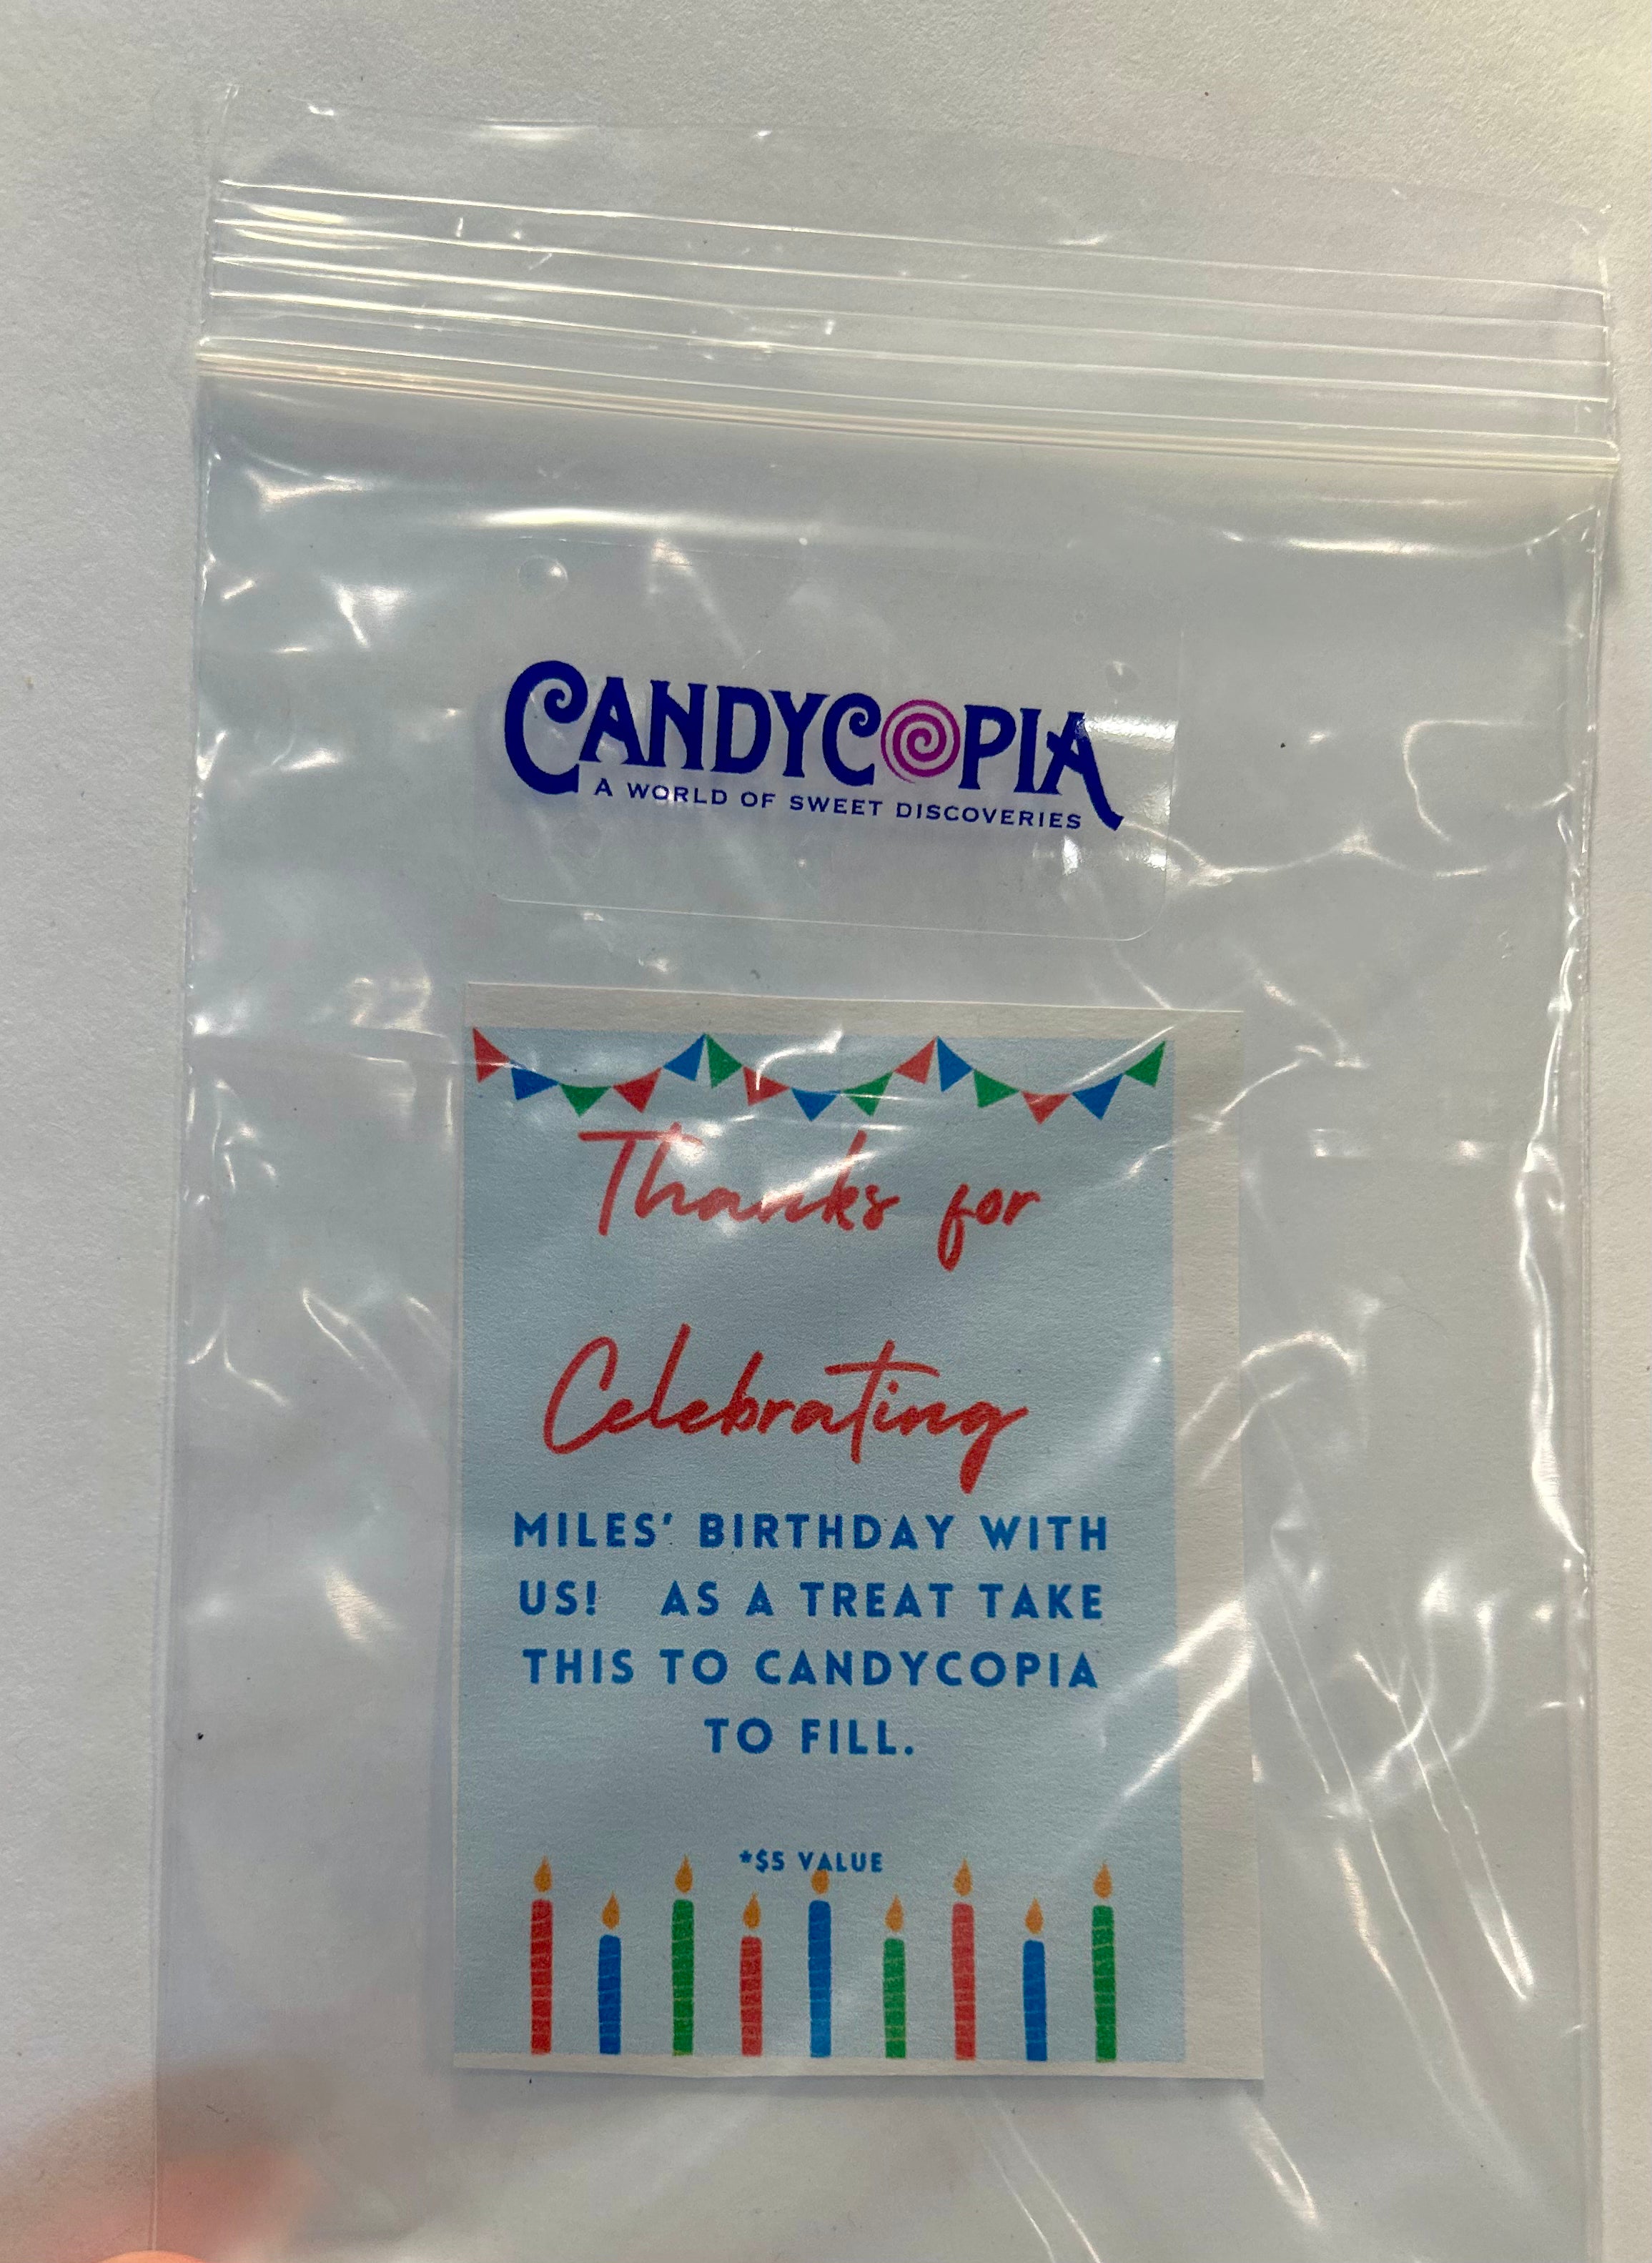 CANDYCOPIA
A WORLD OF SWEET DISCOVERIES
Thanks for
Celebrating
MILES' BIRTHDAY WITH
US! AS A TREAT TAKE
THIS TO CANDYCOPIA
TO FILL.
*$5 VALUE